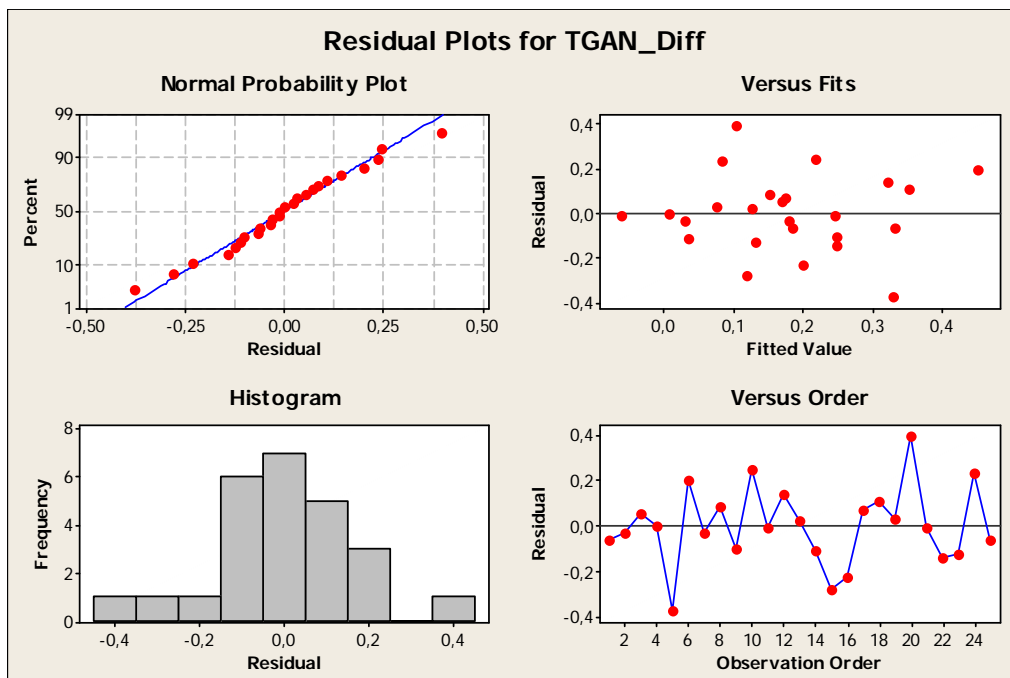 Residual Plots for TGAN_Diff
Normal Probability Plot
99
90
50
10
1
Percent
-0,50 -0,25 0,00 0,25 0,50
Residual
Versus Fits
0,4
0,2
0,0
-0,2
-0,4
Residual
0,0 0,1 0,2 0,3 0,4
Fitted Value
Histogram
8
6
4
2
0
Frequency
-0,4 -0,2 0,0 0,2 0,4
Residual
Versus Order
0,4
0,2
0,0
-0,2
-0,4
Residual
2 4 6 8 10 12 14 16 18 20 22 24
Observation Order